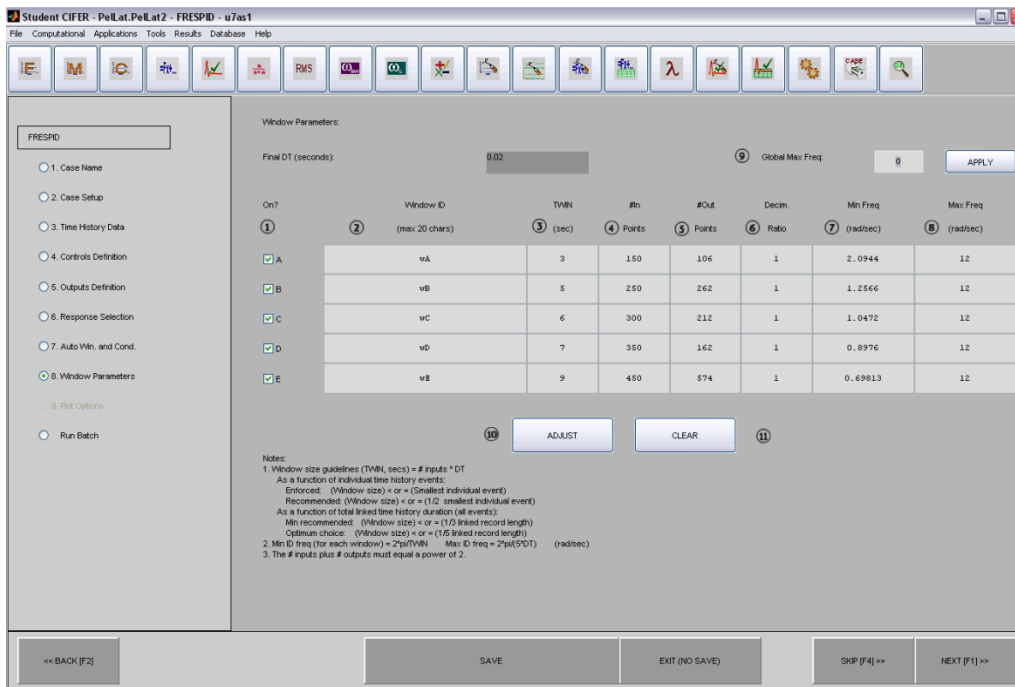 Student CIFER - PelLat.PelLat2 - FRESPID - u7as1
File Computational Applications Tools Results Database Help
E M C RMS λ CASE
FRESPID
1. Case Name
2. Case Setup
3. Time History Data
4. Controls Definition
5. Outputs Definition
6. Response Selection
7. Auto Win. and Cond.
8. Window Parameters
9. Plot Options
Run Batch
Window Parameters:
Final DT (seconds): 0.02 9 Global Max Freq: 0 APPLY
On? Window ID TWIN #In #Out Decim. Min Freq Max Freq
1 2 (max 20 chars) 3 (sec) 4 Points 5 Points 6 Ratio 7 (rad/sec) 8 (rad/sec)
A wA 3 150 106 1 2.0944 12
B wB 5 250 262 1 1.2566 12
C wC 6 300 212 1 1.0472 12
D wD 7 350 162 1 0.8976 12
E wE 9 450 574 1 0.69813 12
10 ADJUST CLEAR 11
Notes:
1. Window size guidelines (TWIN, secs) = # inputs * DT
As a function of individual time history events:
Enforced: (Window size) < or = (Smallest individual event)
Recommended: (Window size) < or = (1/2 smallest individual event)
As a function of total linked time history duration (all events):
Min recommended: (Window size) < or = (1/3 linked record length)
Optimum choice: (Window size) < or = (1/5 linked record length)
2. Min ID freq (for each window) = 2*pi/TWIN Max ID freq = 2*pi/(5*DT) (rad/sec)
3. The # inputs plus # outputs must equal a power of 2.
<< BACK [F2] SAVE EXIT (NO SAVE) SKIP [F4] >> NEXT [F1] >>